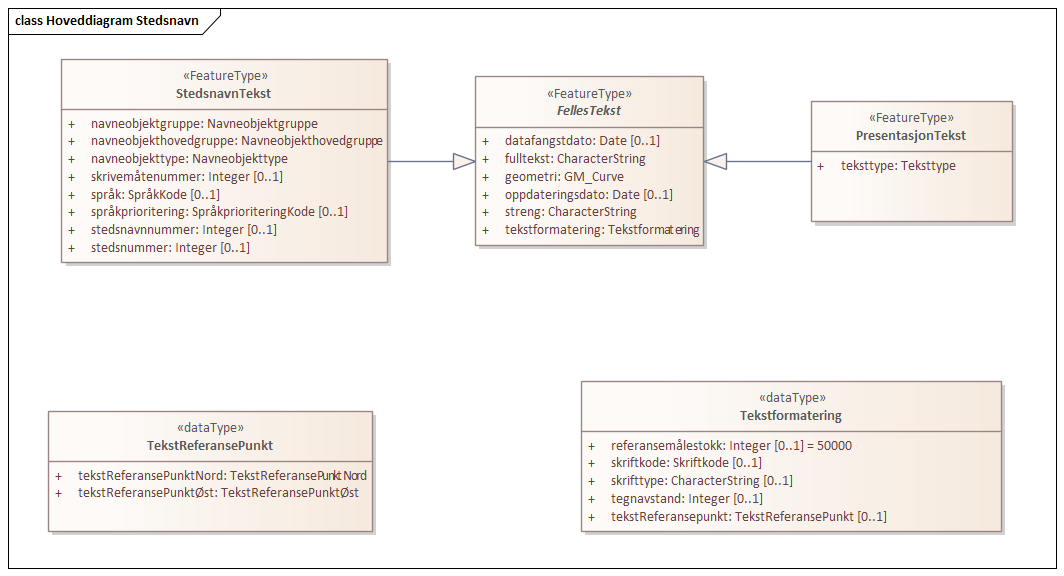 class Hoveddiagram Stedsnavn
«FeatureType»
StedsnavnTekst
+ navneobjektgruppe: Navneobjektgruppe
+ navneobjekthovedgruppe: Navneobjekthovedgruppe
+ navneobjekttype: Navneobjekttype
+ skrivemåtenummer: Integer [0..1]
+ språk: SpråkKode [0..1]
+ språkprioritering: SpråkprioriteringKode [0..1]
+ stedsnavnnummer: Integer [0..1]
+ stedsnummer: Integer [0..1]
«FeatureType»
FellesTekst
+ datafangstdato: Date [0..1]
+ fulltekst: CharacterString
+ geometri: GM_Curve
+ oppdateringsdato: Date [0..1]
+ streng: CharacterString
+ tekstformatering: Tekstformatering
«FeatureType»
PresentasjonTekst
+ teksttype: Teksttype
«dataType»
TekstReferansePunkt
+ tekstReferansePunktNord: TekstReferansePunktNord
+ tekstReferansePunktØst: TekstReferansePunktØst
«dataType»
Tekstformatering
+ referansemålestokk: Integer [0..1] = 50000
+ skriftkode: Skriftkode [0..1]
+ skrifttype: CharacterString [0..1]
+ tegnavstand: Integer [0..1]
+ tekstReferansepunkt: TekstReferansePunkt [0..1]